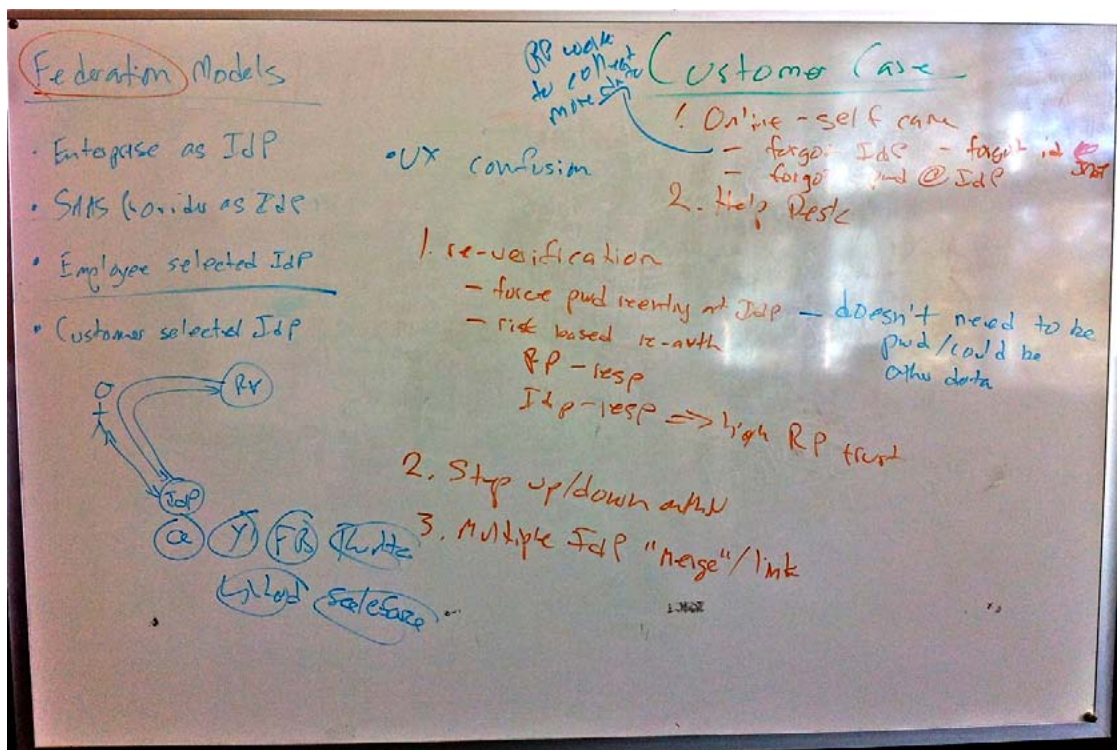 Federation Models
· Enterprise as IdP
· SAAS Provider as IdP
· Employee selected IdP
· Customer selected IdP
RP
IdP
Y!
FB
Twitter
Salesforce
· UX confusion
RP wants
to collect
more data
Customer Case
1. Online - self care
- forgot IdP - forgot id @
- forgot pwd @ IdP
2. Help Desk
1. re-verification
- force pwd reentry at IdP - doesn't need to be
pwd/could be
other data
- risk based re-auth
RP - resp
Idp - resp => high RP trust
2. Step up/down authN
3. Multiple IdP "merge"/link